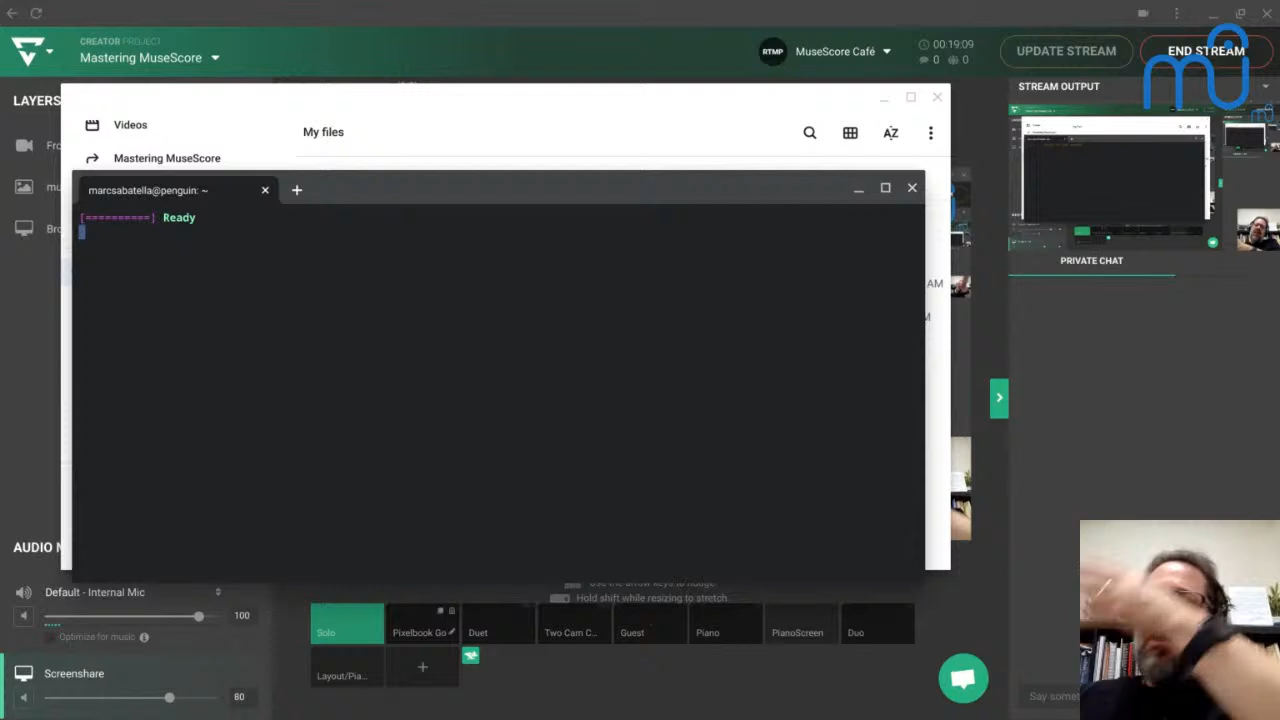 CREATOR PROJECT
Mastering MuseScore
RTMP
MuseScore Café
00:19:09
0
0
UPDATE STREAM
END STREAM
LAYERS
STREAM OUTPUT
Videos
My files
AZ
Mastering MuseScore
marcsabatella@penguin: ~
[==========] Ready
AM
PRIVATE CHAT
AUDIO
Default - Internal Mic
100
Optimize for music
Screenshare
80
Use the arrow keys to nudge.
Hold shift while resizing to stretch.
Solo
Pixelbook Go
Duet
Two Cam C...
Guest
Piano
PianoScreen
Duo
Layout/Pia...
Say somet